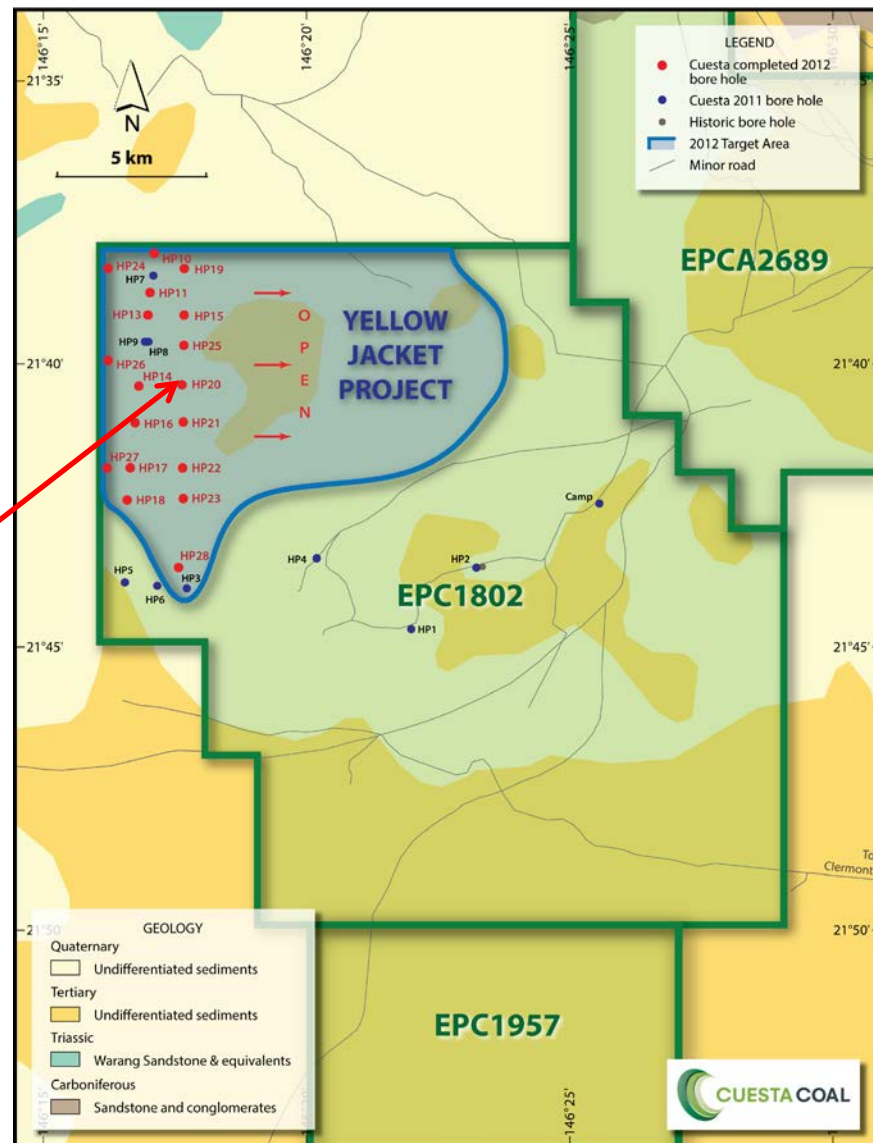 146°15'
146°20'
146°25'
146°30'
21°35'
N
5 km
LEGEND
Cuesta completed 2012
bore hole
Cuesta 2011 bore hole
Historic bore hole
2012 Target Area
Minor road
EPCA2689
HP10
HP24
HP19
HP7
HP11
HP13
HP15
HP9
HP8
HP25
HP26
HP14
HP20
HP16
HP21
HP27
HP17
HP22
HP18
HP23
HP28
OPEN
YELLOW
JACKET
PROJECT
21°40'
21°40'
Camp
HP4
HP2
HP5
HP6
HP3
EPC1802
HP1
21°45'
21°45'
To
Clermont
21°50'
21°50'
GEOLOGY
Quaternary
Undifferentiated sediments
Tertiary
Undifferentiated sediments
Triassic
Warang Sandstone & equivalents
Carboniferous
Sandstone and conglomerates
EPC1957
CUESTA COAL
146°15'
146°25'